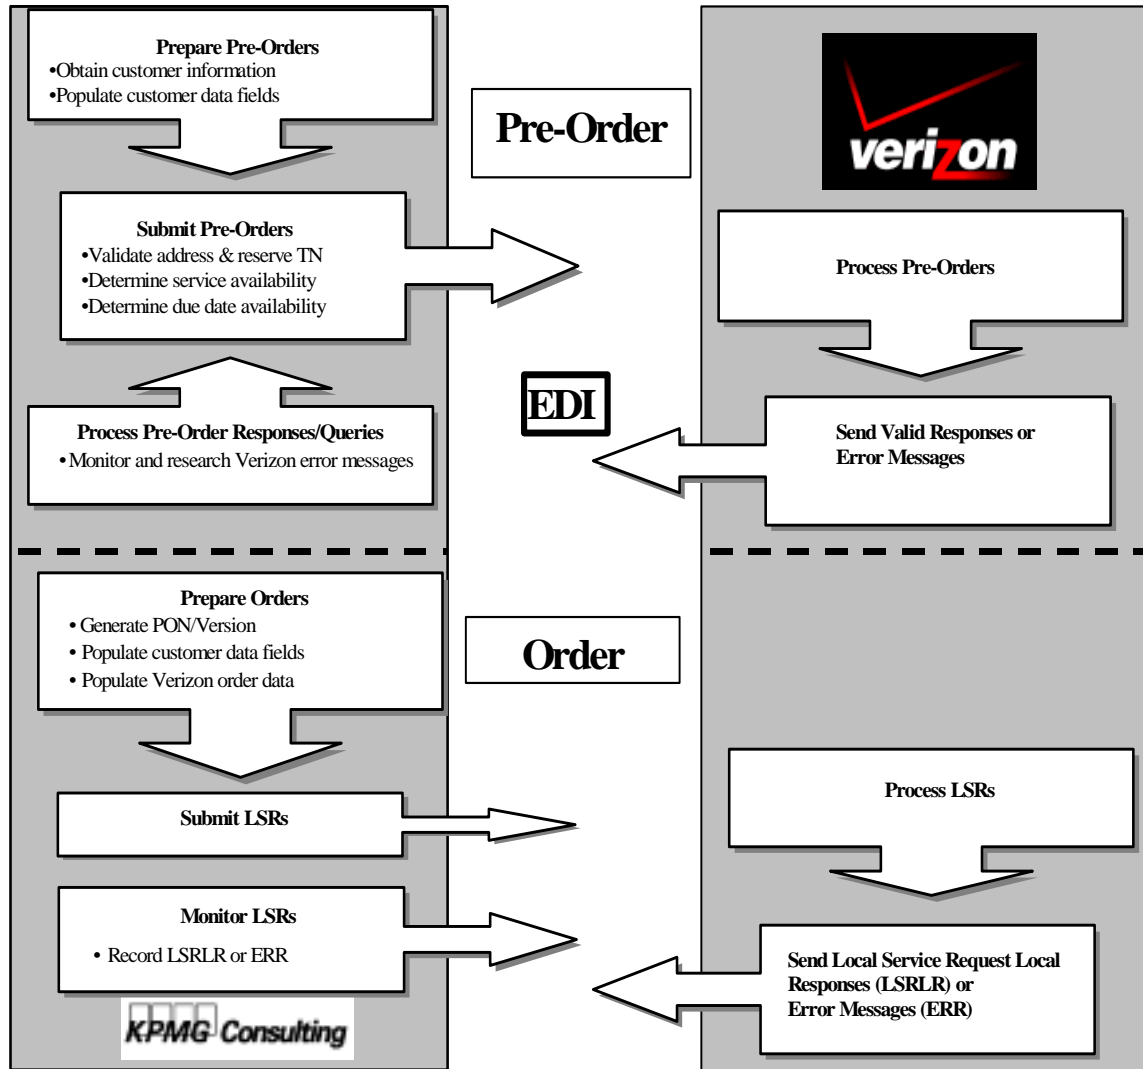 Prepare Pre-Orders
•Obtain customer information
•Populate customer data fields
Submit Pre-Orders
•Validate address & reserve TN
•Determine service availability
•Determine due date availability
Process Pre-Order Responses/Queries
• Monitor and research Verizon error messages
Pre-Order
EDI
verizon
Process Pre-Orders
Send Valid Responses or
Error Messages
Prepare Orders
• Generate PON/Version
• Populate customer data fields
• Populate Verizon order data
Submit LSRs
Monitor LSRs
• Record LSRLR or ERR
KPMG Consulting
Order
Process LSRs
Send Local Service Request Local
Responses (LSRLR) or
Error Messages (ERR)